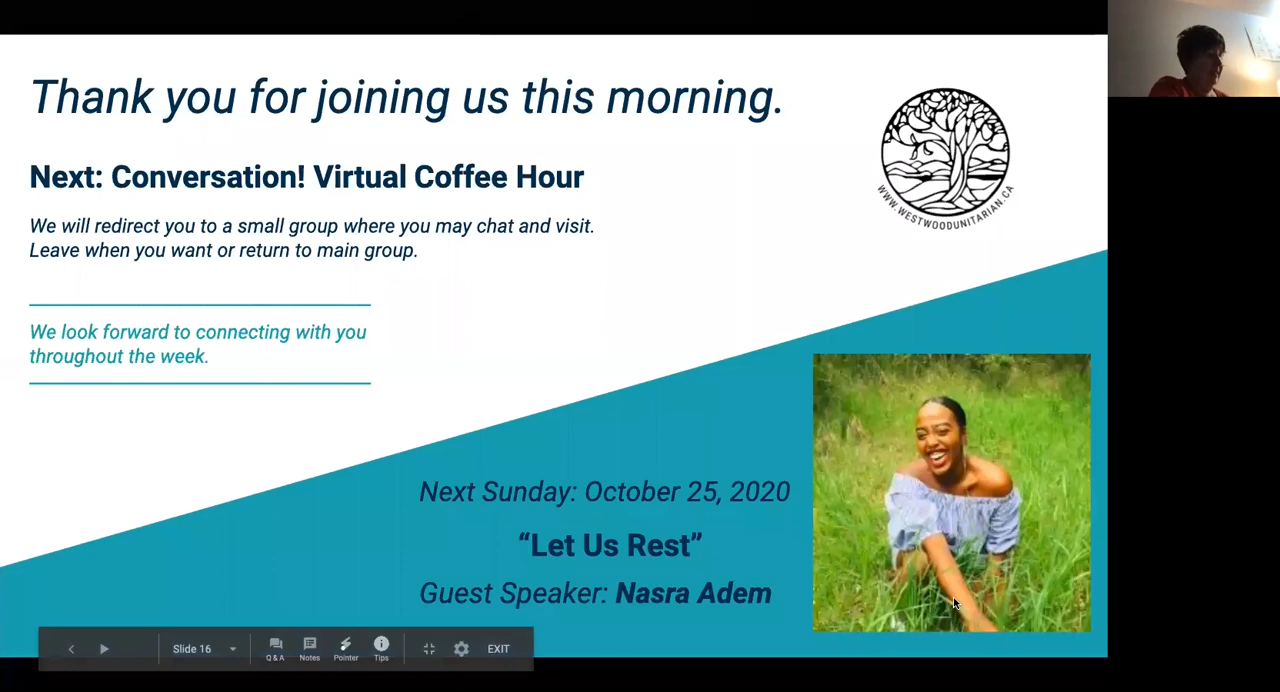 Thank you for joining us this morning.
Next: Conversation! Virtual Coffee Hour
We will redirect you to a small group where you may chat and visit.
Leave when you want or return to main group.
WWW.WESTWOODUNITARIAN.CA
We look forward to connecting with you
throughout the week.
Next Sunday: October 25, 2020
“Let Us Rest”
Guest Speaker: Nasra Adem
Slide 16
Q&A
Notes
Pointer
Tips
EXIT